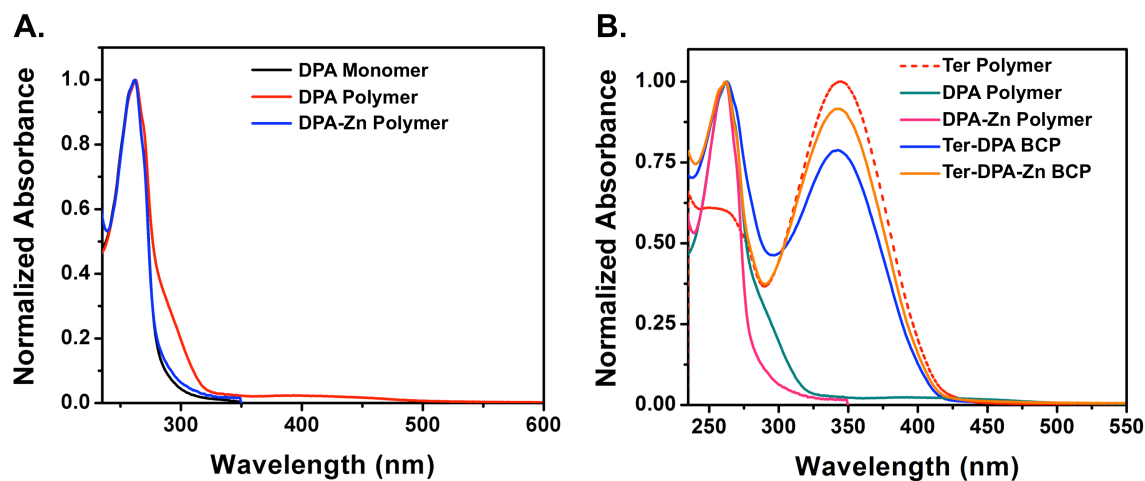 A.
DPA Monomer
DPA Polymer
DPA-Zn Polymer
Normalized Absorbance
1.0
0.8
0.6
0.4
0.2
0.0
300
400
500
600
Wavelength (nm)
B.
Ter Polymer
DPA Polymer
DPA-Zn Polymer
Ter-DPA BCP
Ter-DPA-Zn BCP
Normalized Absorbance
1.00
0.75
0.50
0.25
0.00
250
300
350
400
450
500
550
Wavelength (nm)